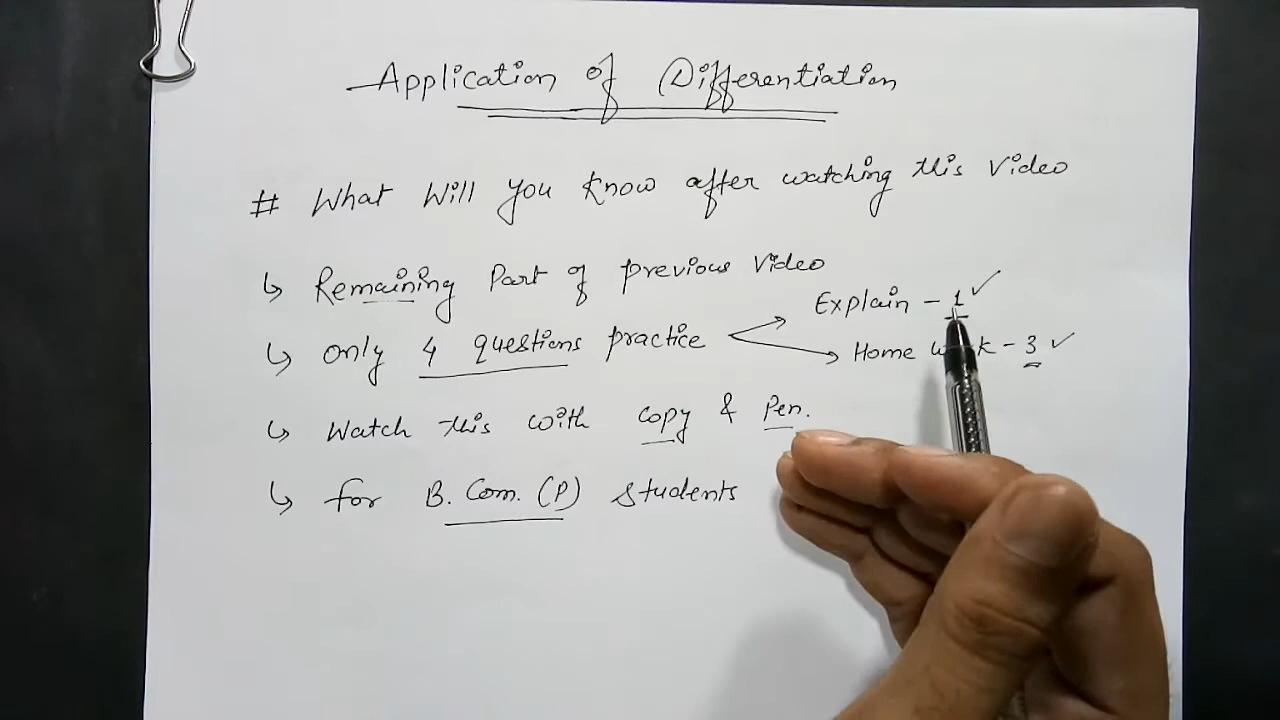 Application of Differentiation
# What Will you Know after watching this Video
↳ Remaining Part of previous Video
↳ only 4 questions practice
Explain - 1 ✓
Home - 3 ✓
↳ Watch this with copy & Pen.
↳ for B. Com. (P) students